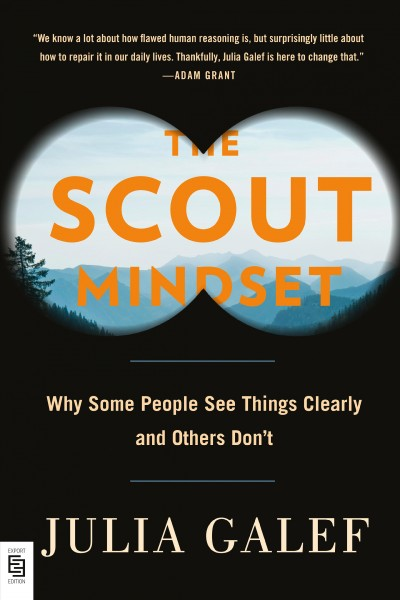 “We know a lot about how flawed human reasoning is, but surprisingly little about
how to repair it in our daily lives. Thankfully, Julia Galef is here to change that.”
—ADAM GRANT
THE
SCOUT
MINDSET
Why Some People See Things Clearly
and Others Don’t
JULIA GALEF
EXPORT
EDITION